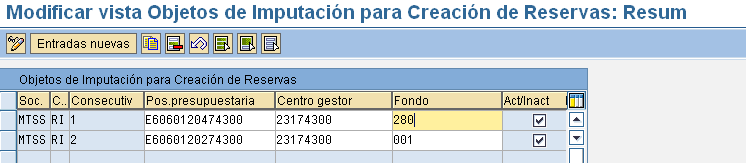 Modificar vista Objetos de Imputación para Creación de Reservas: Resum
Entradas nuevas
Objetos de Imputación para Creación de Reservas
Soc. C.. Consecutiv Pos.presupuestaria Centro gestor Fondo Act/Inact
MTSS RI 1 E6060120474300 23174300 280
MTSS RI 2 E6060120274300 23174300 001